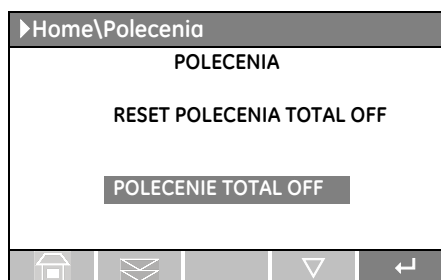 Home\Polecenia
POLECENIA
RESET POLECENIA TOTAL OFF
POLECENIE TOTAL OFF